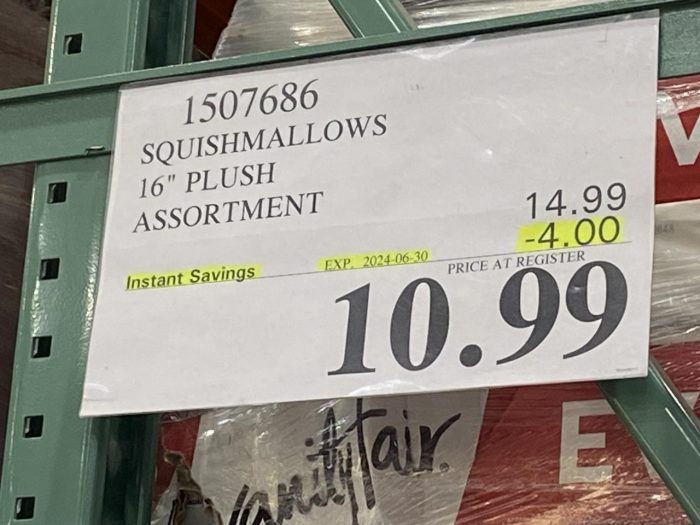 1507686
SQUISHMALLOWS
16" PLUSH
ASSORTMENT
14.99
-4.00
Instant Savings EXP. 2024-06-30 PRICE AT REGISTER
10.99
V
Vanity fair.
E